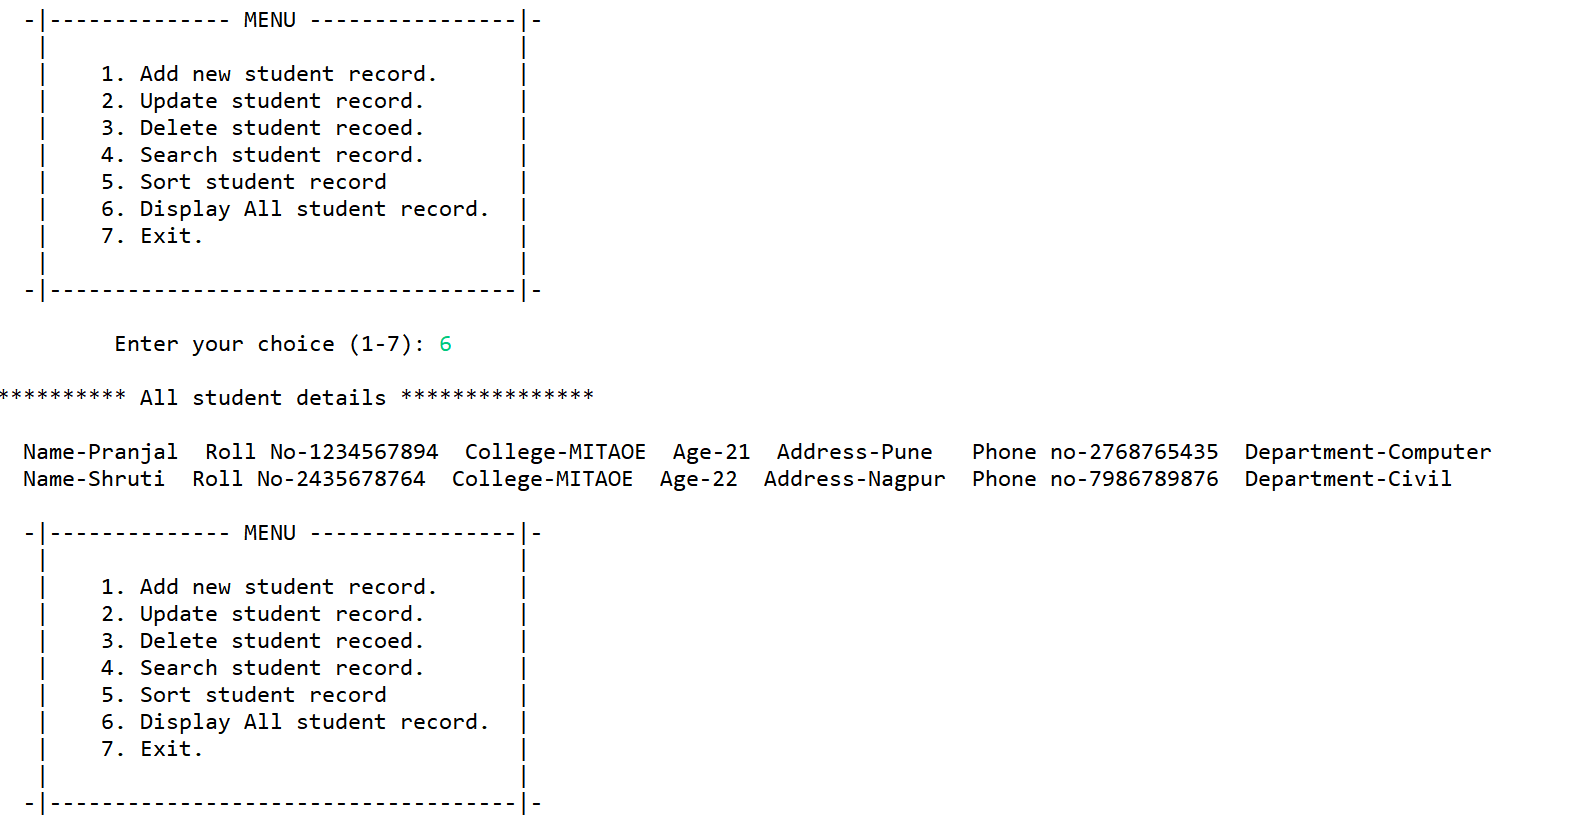 -|-------------- MENU ----------------|-
|                                    |
|    1. Add new student record.      |
|    2. Update student record.       |
|    3. Delete student recoed.       |
|    4. Search student record.       |
|    5. Sort student record          |
|    6. Display All student record.  |
|    7. Exit.                        |
|                                    |
-|------------------------------------|-
Enter your choice (1-7): 6
********** All student details ***************
Name-Pranjal  Roll No-1234567894  College-MITAOE  Age-21  Address-Pune   Phone no-2768765435  Department-Computer
Name-Shruti  Roll No-2435678764  College-MITAOE  Age-22  Address-Nagpur  Phone no-7986789876  Department-Civil
-|-------------- MENU ----------------|-
|                                    |
|    1. Add new student record.      |
|    2. Update student record.       |
|    3. Delete student recoed.       |
|    4. Search student record.       |
|    5. Sort student record          |
|    6. Display All student record.  |
|    7. Exit.                        |
|                                    |
-|------------------------------------|-